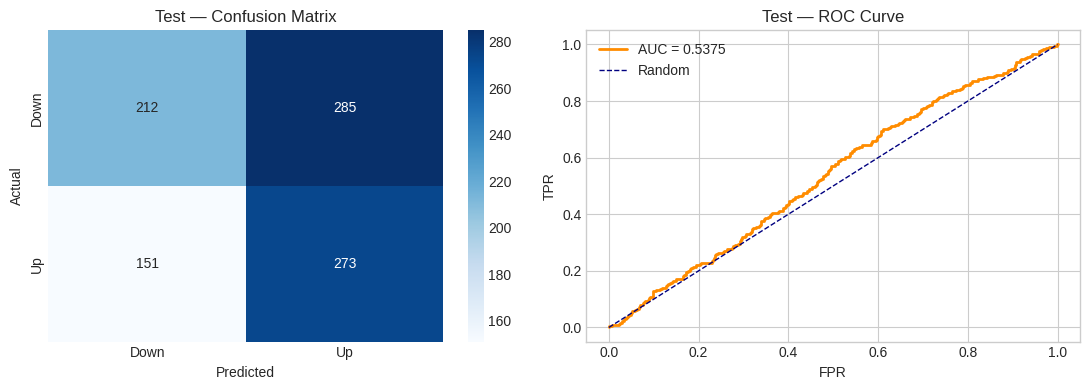 Test — Confusion Matrix
Down
Up
Actual
212
285
151
273
Down
Up
Predicted
280
260
240
220
200
180
160
Test — ROC Curve
AUC = 0.5375
Random
TPR
1.0
0.8
0.6
0.4
0.2
0.0
0.0
0.2
0.4
0.6
0.8
1.0
FPR